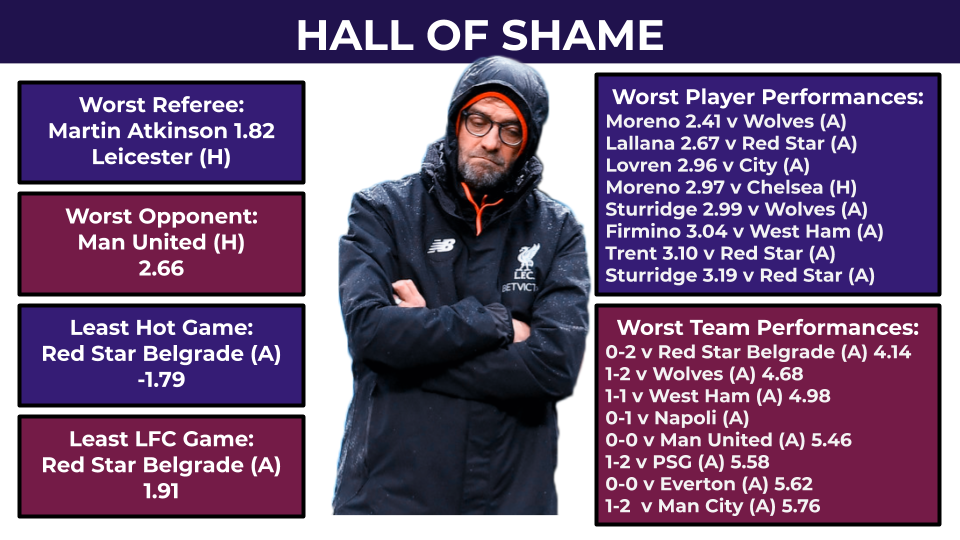 HALL OF SHAME
Worst Referee:
Martin Atkinson 1.82
Leicester (H)
Worst Opponent:
Man United (H)
2.66
Least Hot Game:
Red Star Belgrade (A)
-1.79
Least LFC Game:
Red Star Belgrade (A)
1.91
NB
L.F.C.
BETVICT
Worst Player Performances:
Moreno 2.41 v Wolves (A)
Lallana 2.67 v Red Star (A)
Lovren 2.96 v City (A)
Moreno 2.97 v Chelsea (H)
Sturridge 2.99 v Wolves (A)
Firmino 3.04 v West Ham (A)
Trent 3.10 v Red Star (A)
Sturridge 3.19 v Red Star (A)
Worst Team Performances:
0-2 v Red Star Belgrade (A) 4.14
1-2 v Wolves (A) 4.68
1-1 v West Ham (A) 4.98
0-1 v Napoli (A)
0-0 v Man United (A) 5.46
1-2 v PSG (A) 5.58
0-0 v Everton (A) 5.62
1-2 v Man City (A) 5.76